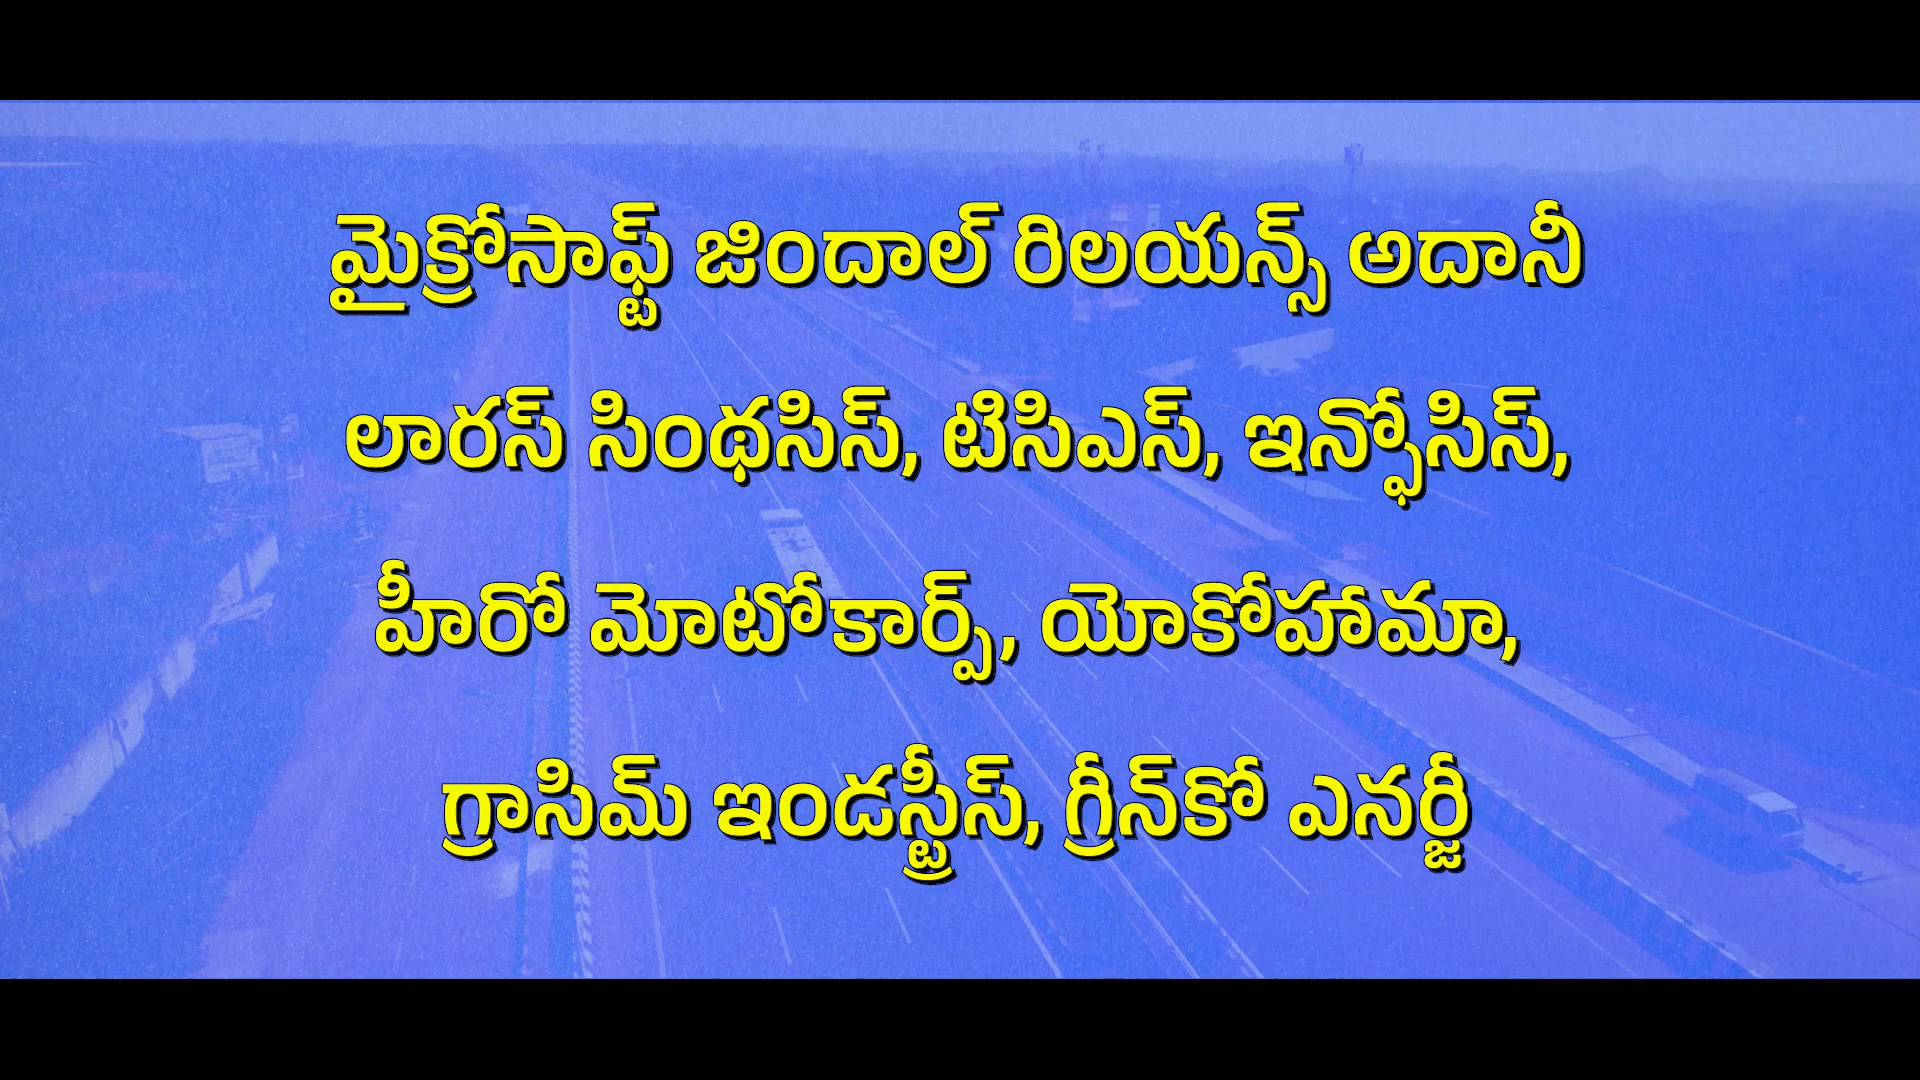 మైక్రోసాఫ్ట్ జిందాల్ రిలయన్స్ అదానీ
లారస్ సింథసిస్, టిసిఎస్, ఇన్ఫోసిస్,
హీరో మోటోకార్ప్, యోకోహామా,
గ్రాసిమ్ ఇండస్ట్రీస్, గ్రీన్‌కో ఎనర్జీ